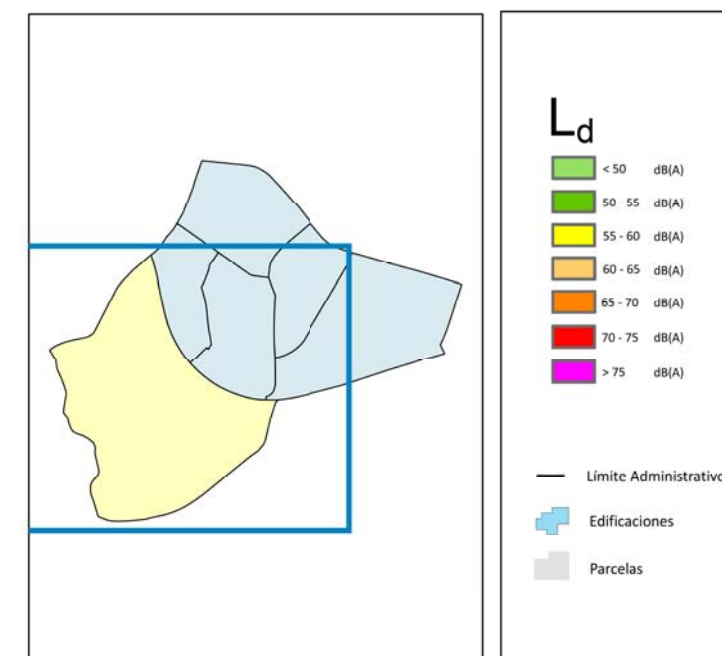 Ld
< 50 dB(A)
50 55 dB(A)
55 - 60 dB(A)
60 - 65 dB(A)
65 - 70 dB(A)
70 - 75 dB(A)
> 75 dB(A)
Límite Administrativo
Edificaciones
Parcelas